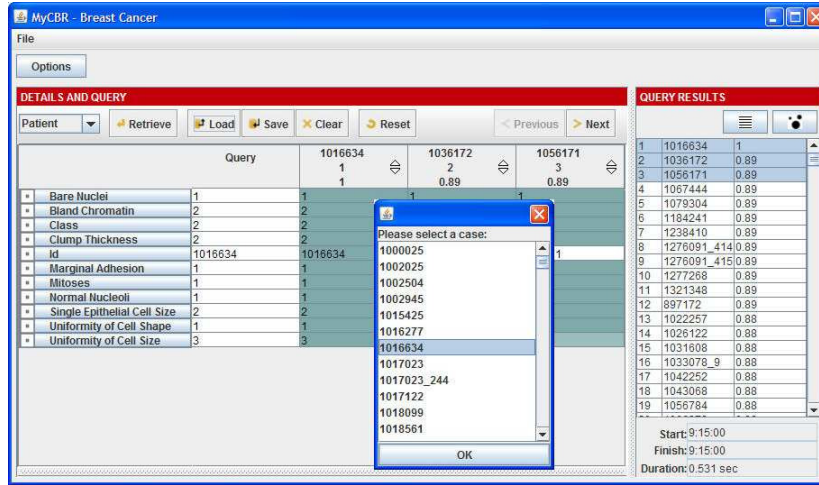 MyCBR - Breast Cancer
File
Options
DETAILS AND QUERY
Patient Retrieve Load Save Clear Reset < Previous > Next
Query 1016634 1036172 1056171
1 2 3
1 0.89 0.89
Bare Nuclei 1 1 1 1
Bland Chromatin 2 2
Class 2 2
Clump Thickness 2 2
Id 1016634 1016634 1
Marginal Adhesion 1 1
Mitoses 1 1
Normal Nucleoli 1 1
Single Epithelial Cell Size 2 2
Uniformity of Cell Shape 1 1
Uniformity of Cell Size 3 3
Please select a case:
1000025
1002025
1002504
1002945
1015425
1016277
1016634
1017023
1017023_244
1017122
1018099
1018561
OK
QUERY RESULTS
1 1016634 1
2 1036172 0.89
3 1056171 0.89
4 1067444 0.89
5 1079304 0.89
6 1184241 0.89
7 1238410 0.89
8 1276091_414 0.89
9 1276091_415 0.89
10 1277268 0.89
11 1321348 0.89
12 897172 0.89
13 1022257 0.88
14 1026122 0.88
15 1031608 0.88
16 1033078_9 0.88
17 1042252 0.88
18 1043068 0.88
19 1056784 0.88
Start: 9:15:00
Finish: 9:15:00
Duration: 0.531 sec